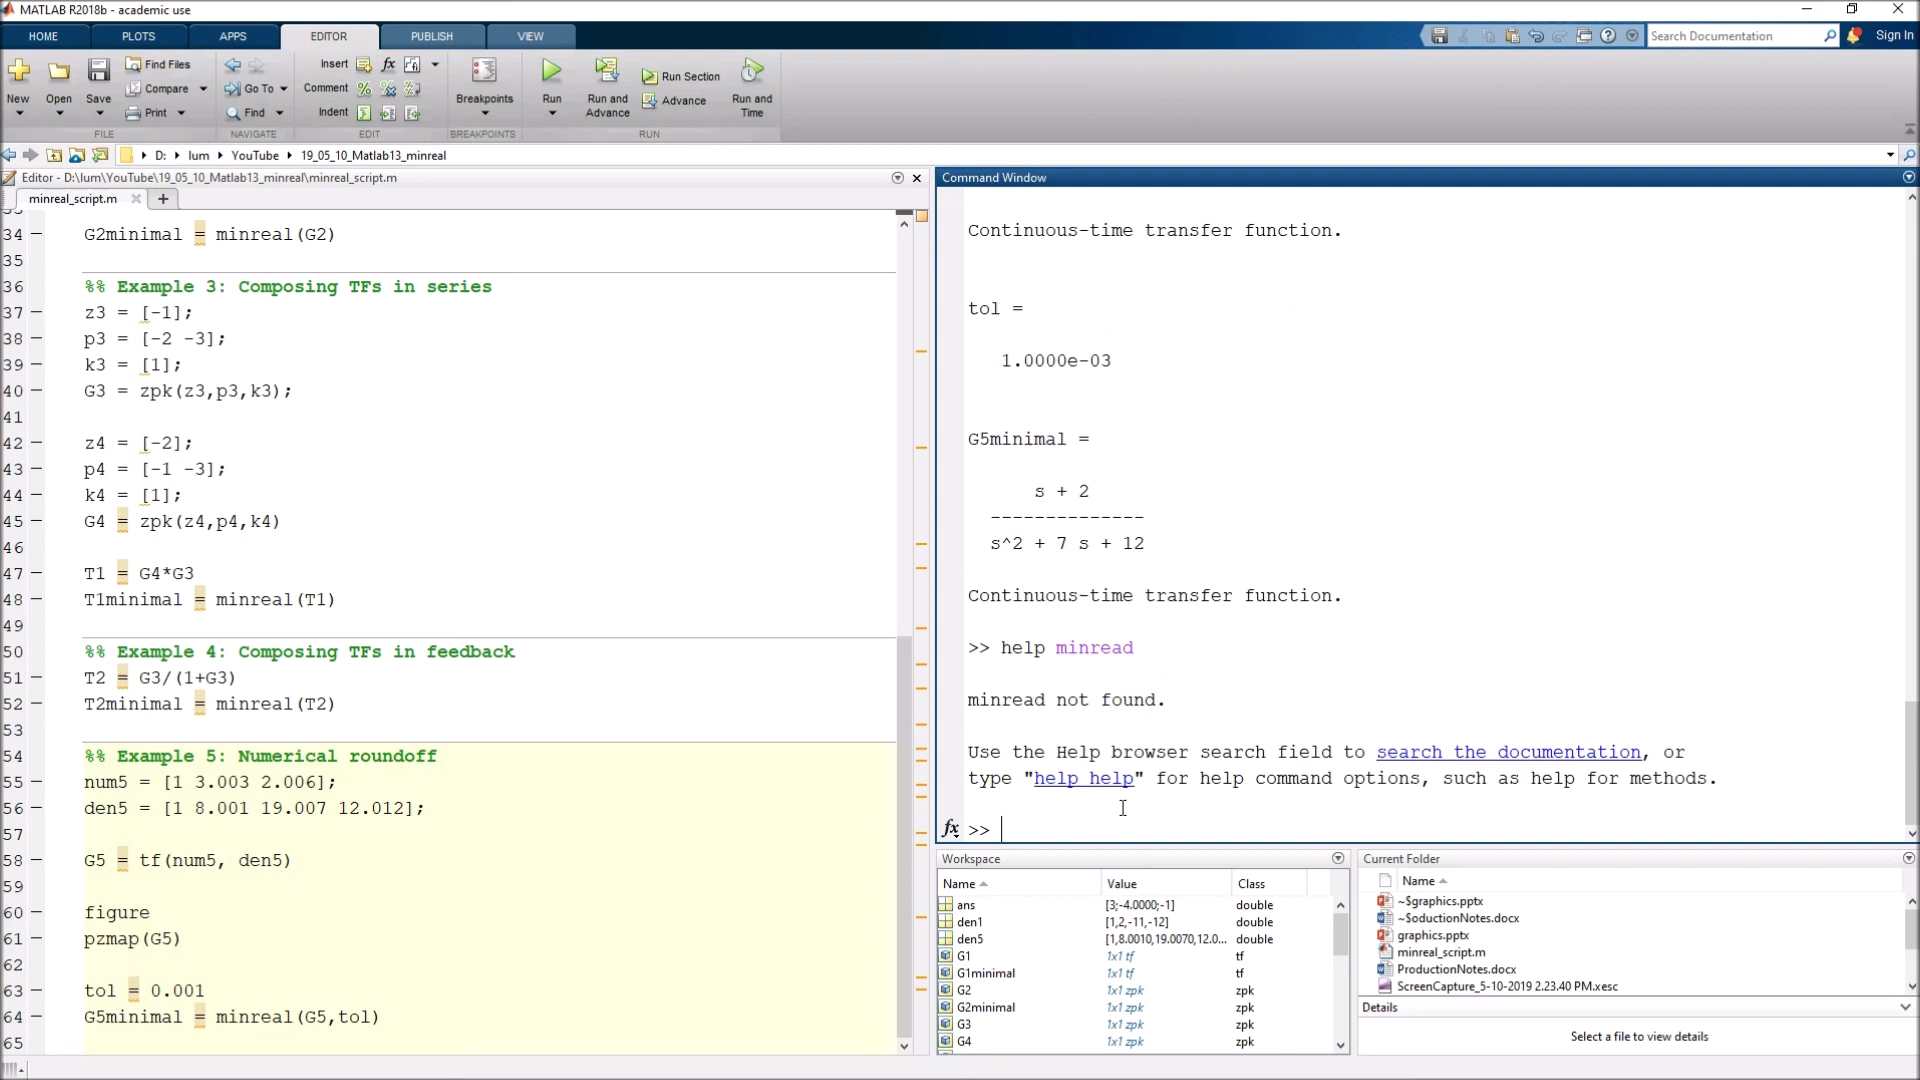 MATLAB R2018b - academic use
HOME PLOTS APPS EDITOR PUBLISH VIEW
Search Documentation
Sign In
New Open Save
Find Files
Compare
Print
FILE
Go To
Find
NAVIGATE
Insert
Comment
Indent
EDIT
Breakpoints
BREAKPOINTS
Run
Run and Advance
Run Section
Advance
Run and Time
RUN
D: lum YouTube 19_05_10_Matlab13_minreal
Editor - D:\lum\YouTube\19_05_10_Matlab13_minreal\minreal_script.m
minreal_script.m
34 G2minimal = minreal(G2)
35
36 %% Example 3: Composing TFs in series
37 z3 = [-1];
38 p3 = [-2 -3];
39 k3 = [1];
40 G3 = zpk(z3,p3,k3);
41
42 z4 = [-2];
43 p4 = [-1 -3];
44 k4 = [1];
45 G4 = zpk(z4,p4,k4)
46
47 T1 = G4*G3
48 T1minimal = minreal(T1)
49
50 %% Example 4: Composing TFs in feedback
51 T2 = G3/(1+G3)
52 T2minimal = minreal(T2)
53
54 %% Example 5: Numerical roundoff
55 num5 = [1 3.003 2.006];
56 den5 = [1 8.001 19.007 12.012];
57
58 G5 = tf(num5, den5)
59
60 figure
61 pzmap(G5)
62
63 tol = 0.001
64 G5minimal = minreal(G5,tol)
65
Command Window
Continuous-time transfer function.
tol =
1.0000e-03
G5minimal =
s + 2
--------------
s^2 + 7 s + 12
Continuous-time transfer function.
>> help minread
minread not found.
Use the Help browser search field to search the documentation, or
type "help help" for help command options, such as help for methods.
fx >>
Workspace
Name Value Class
ans [3;-4.0000;-1] double
den1 [1,2,-11,-12] double
den5 [1,8.0010,19.0070,12.0... double
G1 1x1 tf tf
G1minimal 1x1 tf tf
G2 1x1 zpk zpk
G2minimal 1x1 zpk zpk
G3 1x1 zpk zpk
G4 1x1 zpk zpk
Current Folder
Name
~$graphics.pptx
~$oductionNotes.docx
graphics.pptx
minreal_script.m
ProductionNotes.docx
ScreenCapture_5-10-2019 2.23.40 PM.xesc
Details
Select a file to view details